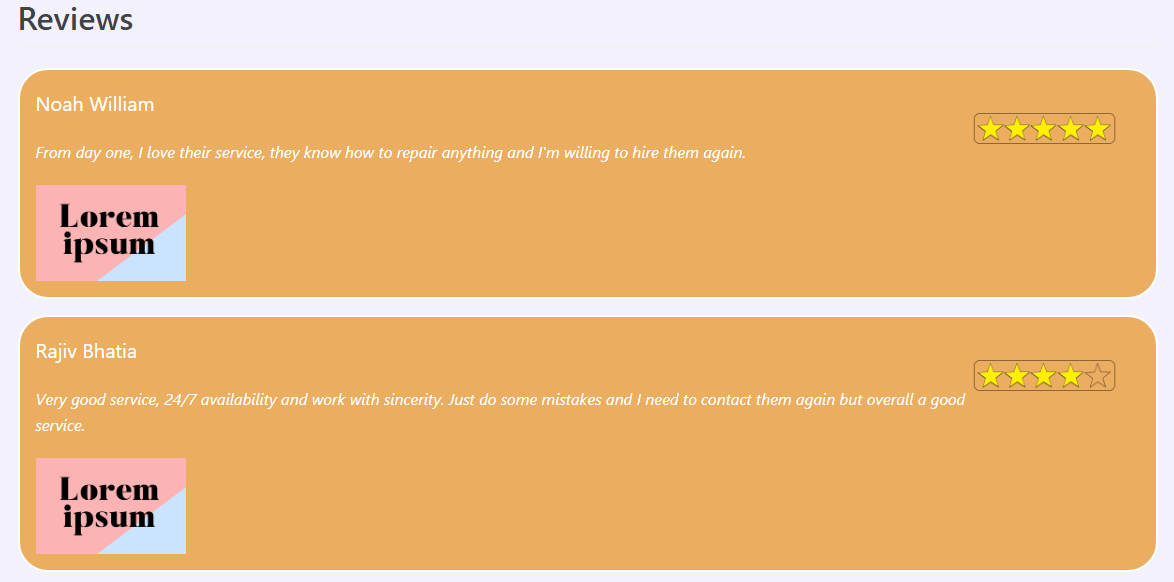 Reviews
Noah William
From day one, I love their service, they know how to repair anything and I'm willing to hire them again.
Lorem
ipsum
Rajiv Bhatia
Very good service, 24/7 availability and work with sincerity. Just do some mistakes and I need to contact them again but overall a good
service.
Lorem
ipsum